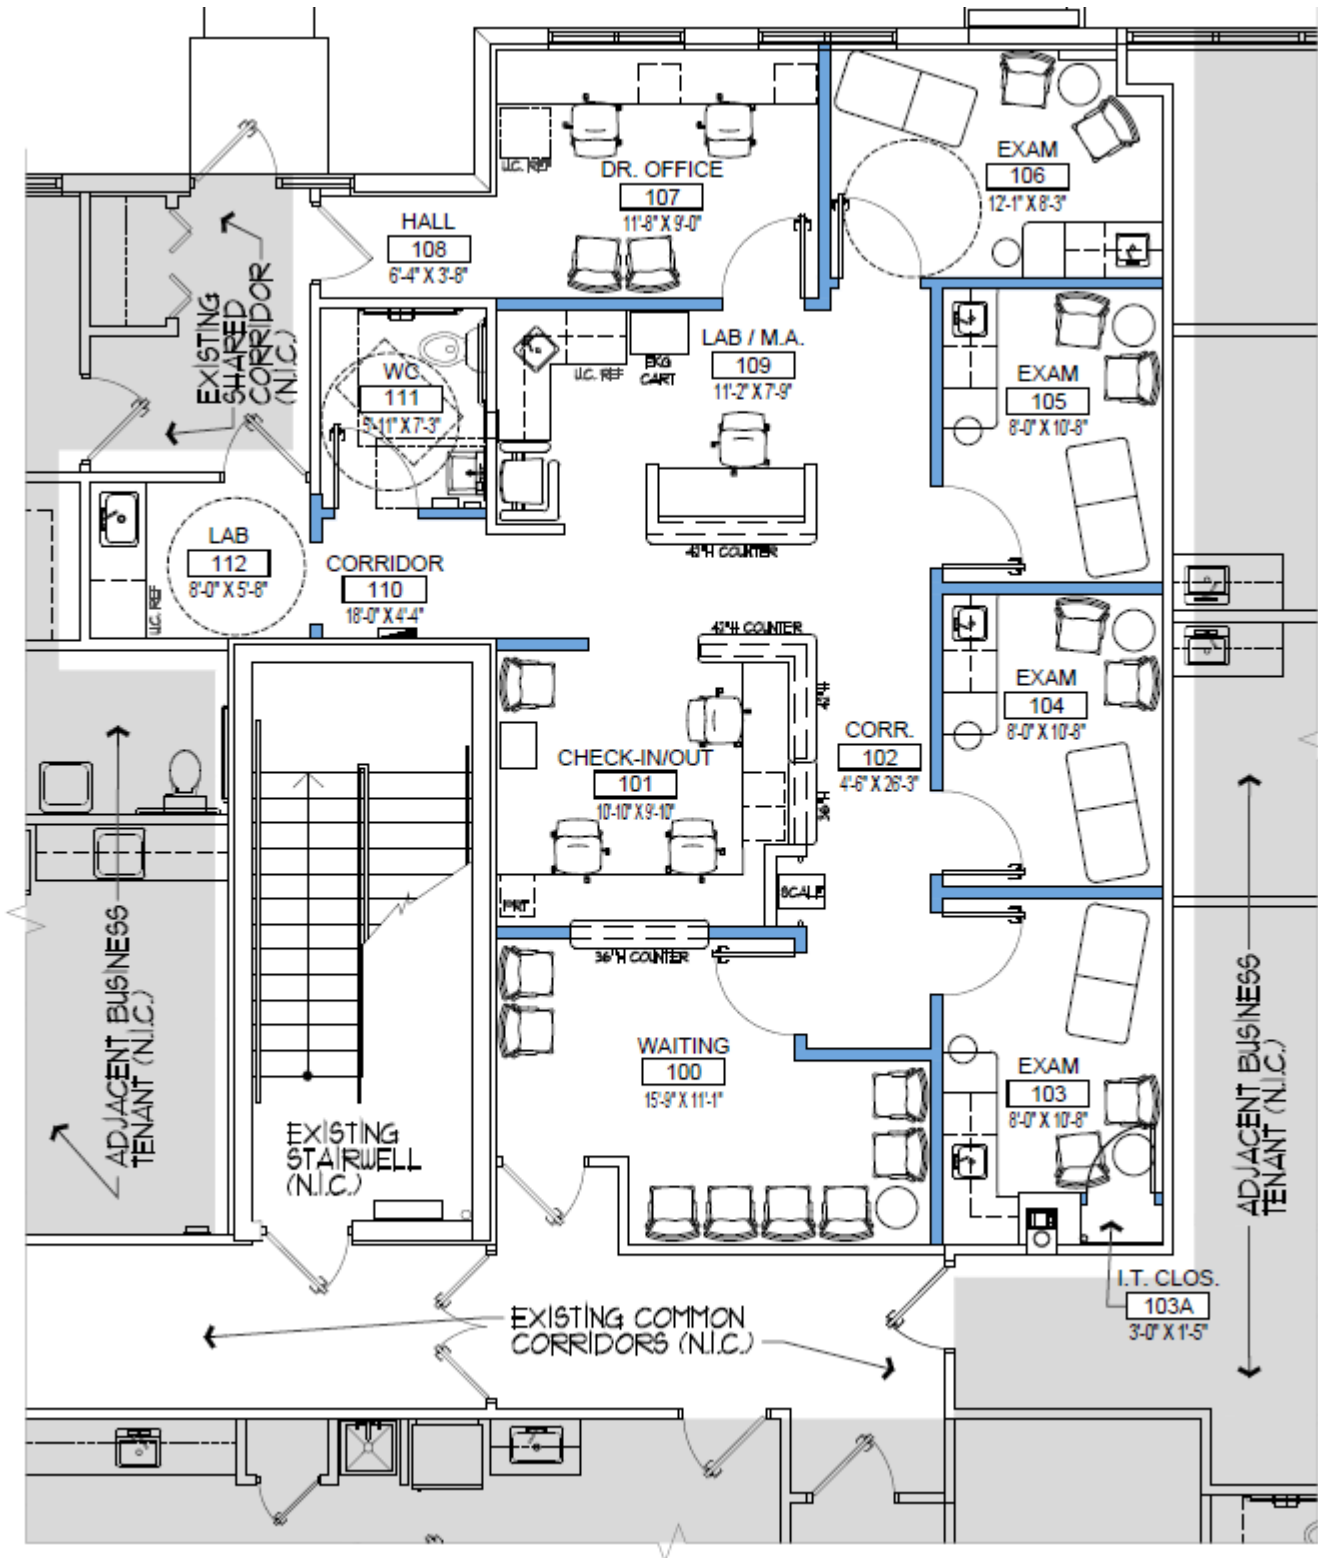 U.C. REF
DR. OFFICE
107
11'-8" X 9'-0"
EXAM
106
12'-1" X 8'-3"
HALL
108
6'-4" X 3'-8"
EXISTING
SHARED
CORRIDOR
(N.I.C.)
WC
111
5'-11" X 7'-3"
U.C. REF
EKG
CART
LAB / M.A.
109
11'-2" X 7'-9"
EXAM
105
8'-0" X 10'-8"
42"H COUNTER
LAB
112
8'-0" X 5'-8"
U.C. REF
CORRIDOR
110
18'-0" X 4'-4"
42"H COUNTER
42"H
36"H
EXAM
104
8'-0" X 10'-8"
CORR.
102
4'-6" X 26'-3"
CHECK-IN/OUT
101
10'-10" X 9'-10"
PRT
SCALE
36"H COUNTER
ADJACENT BUSINESS
TENANT (N.I.C.)
WAITING
100
15'-9" X 11'-1"
EXAM
103
8'-0" X 10'-8"
ADJACENT BUSINESS
TENANT (N.I.C.)
EXISTING
STAIRWELL
(N.I.C.)
I.T. CLOS.
103A
3'-0" X 1'-5"
EXISTING COMMON
CORRIDORS (N.I.C.)